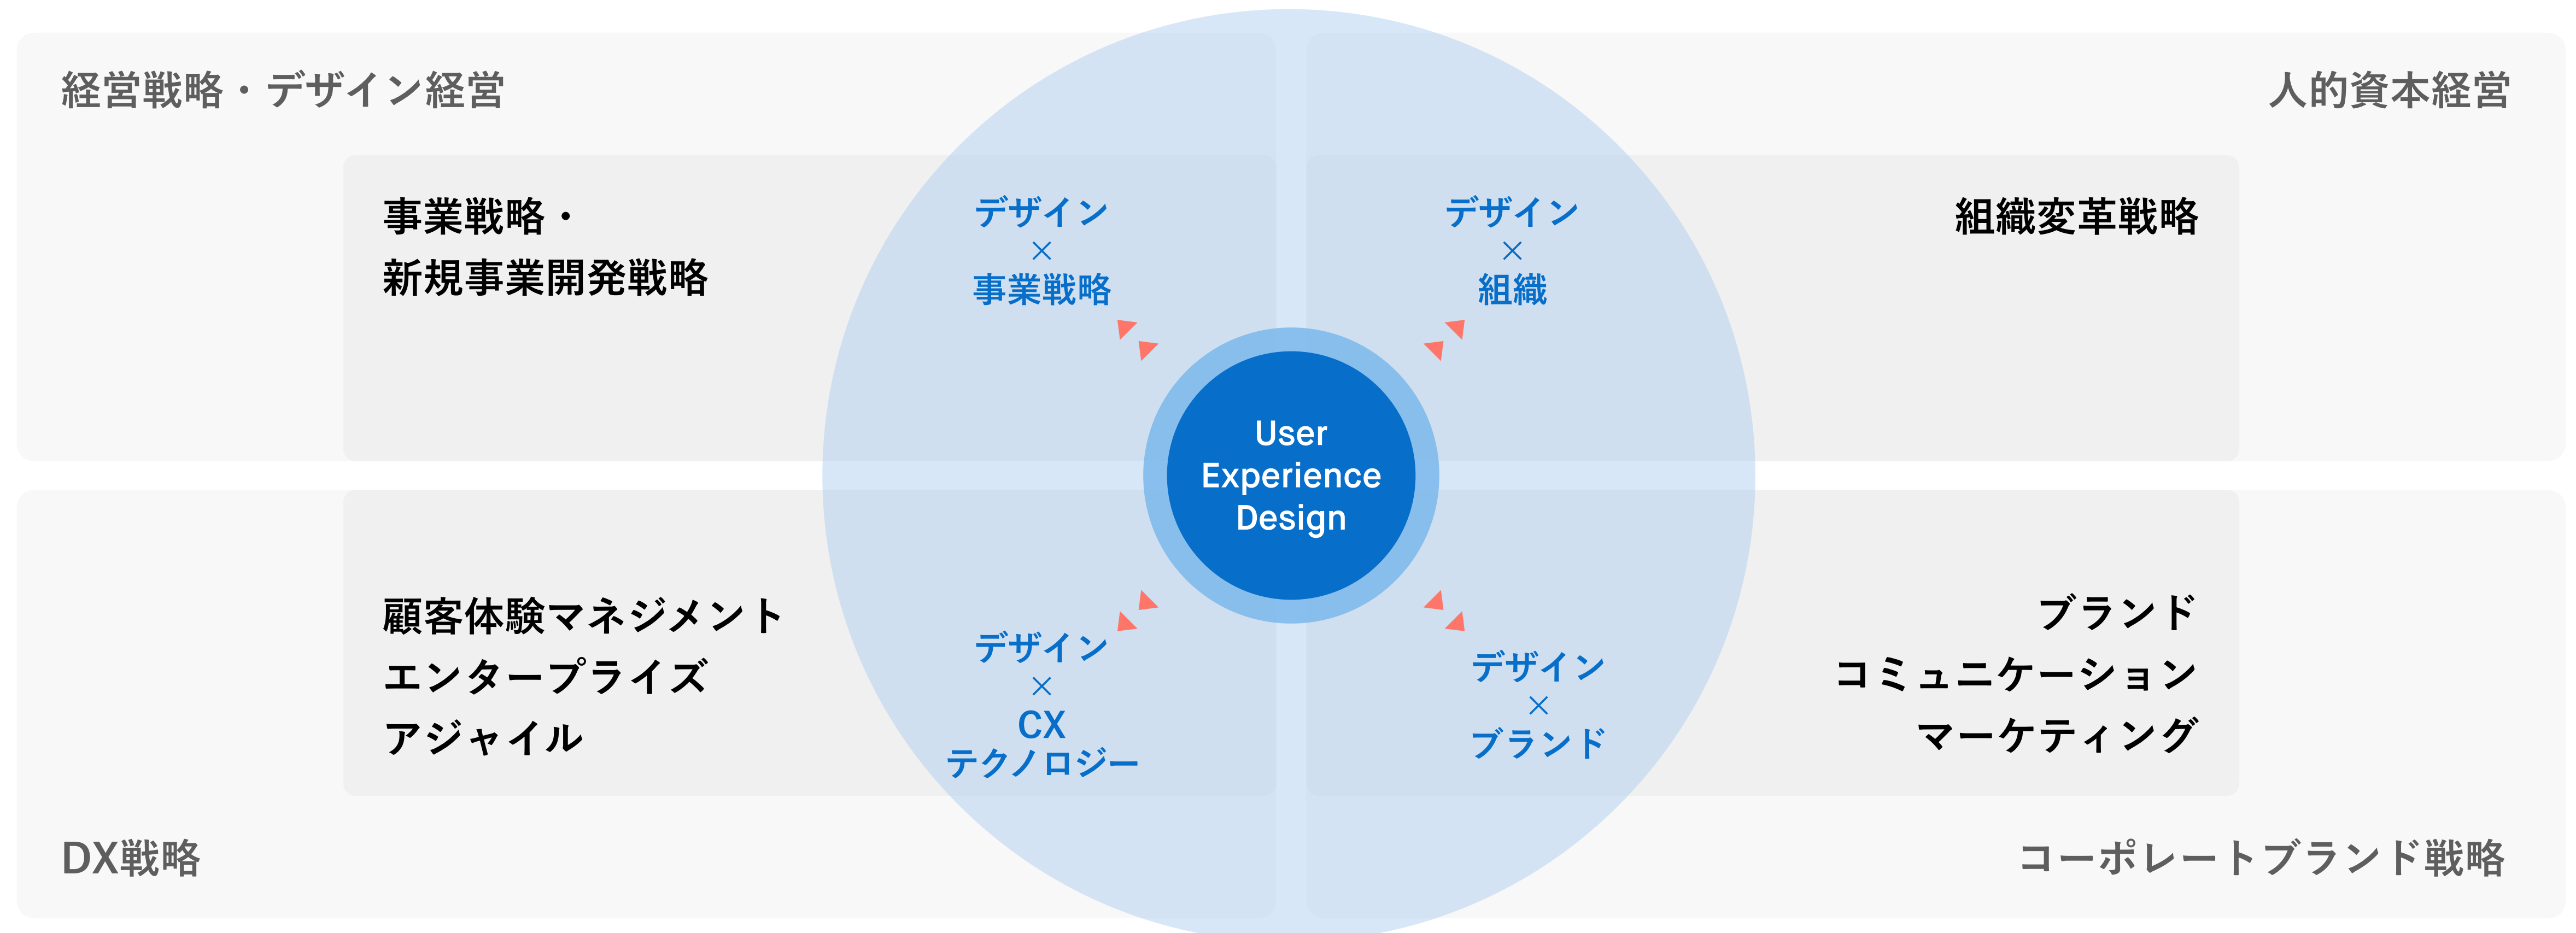 経営戦略・デザイン経営
事業戦略・
新規事業開発戦略
デザイン
×
事業戦略
人的資本経営
組織変革戦略
デザイン
×
組織
User
Experience
Design
顧客体験マネジメント
エンタープライズ
アジャイル
デザイン
×
CX
テクノロジー
DX戦略
デザイン
×
ブランド
ブランド
コミュニケーション
マーケティング
コーポレートブランド戦略